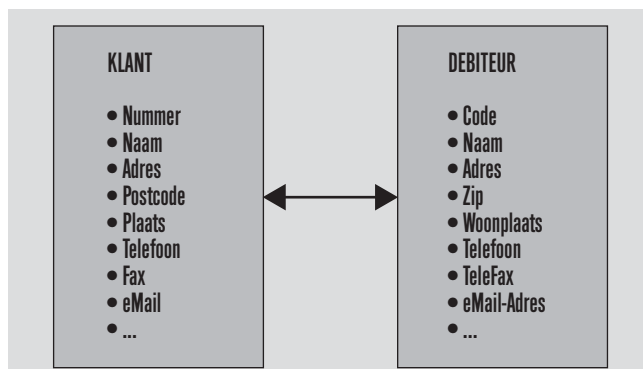 KLANT
• Nummer
• Naam
• Adres
• Postcode
• Plaats
• Telefoon
• Fax
• eMail
• ...
DEBITEUR
• Code
• Naam
• Adres
• Zip
• Woonplaats
• Telefoon
• TeleFax
• eMail-Adres
• ...